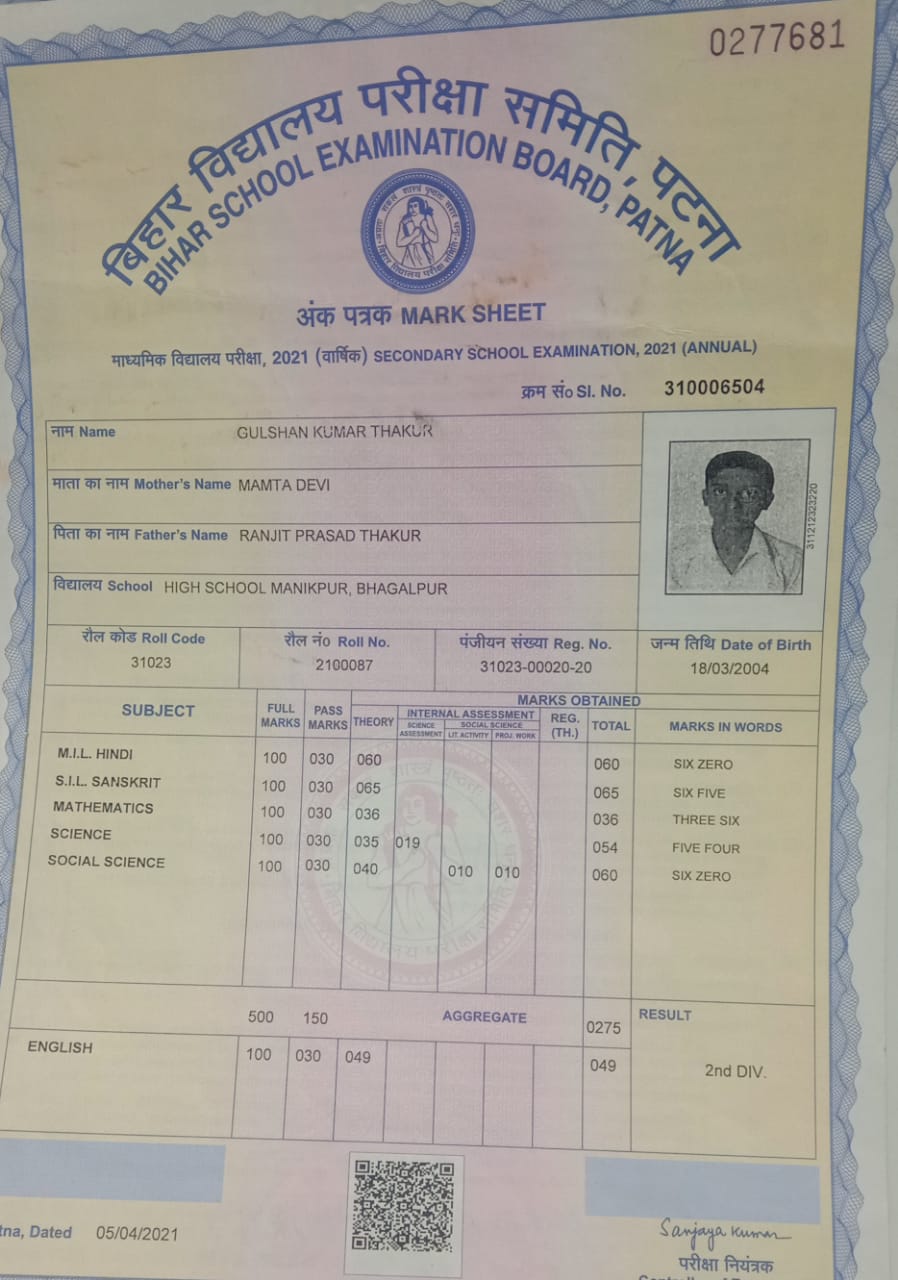 0277681
बिहार विद्यालय परीक्षा समिति, पटना
BIHAR SCHOOL EXAMINATION BOARD, PATNA
अंक पत्रक MARK SHEET
माध्यमिक विद्यालय परीक्षा, 2021 (वार्षिक) SECONDARY SCHOOL EXAMINATION, 2021 (ANNUAL)
क्रम सं० Sl. No. 310006504
नाम Name GULSHAN KUMAR THAKUR
माता का नाम Mother's Name MAMTA DEVI
पिता का नाम Father's Name RANJIT PRASAD THAKUR
311212323220
विद्यालय School HIGH SCHOOL MANIKPUR, BHAGALPUR
रौल कोड Roll Code रौल नं० Roll No. पंजीयन संख्या Reg. No. जन्म तिथि Date of Birth
31023 2100087 31023-00020-20 18/03/2004
SUBJECT FULL MARKS PASS MARKS MARKS OBTAINED
THEORY INTERNAL ASSESSMENT REG. (TH.) TOTAL MARKS IN WORDS
SCIENCE ASSESSMENT SOCIAL SCIENCE
LIT. ACTIVITY PROJ. WORK
M.I.L. HINDI 100 030 060 060 SIX ZERO
S.I.L. SANSKRIT 100 030 065 065 SIX FIVE
MATHEMATICS 100 030 036 036 THREE SIX
SCIENCE 100 030 035 019 054 FIVE FOUR
SOCIAL SCIENCE 100 030 040 010 010 060 SIX ZERO
500 150 AGGREGATE 0275 RESULT
ENGLISH 100 030 049 049 2nd DIV.
tna, Dated 05/04/2021
Sanjaya Kumar
परीक्षा नियंत्रक